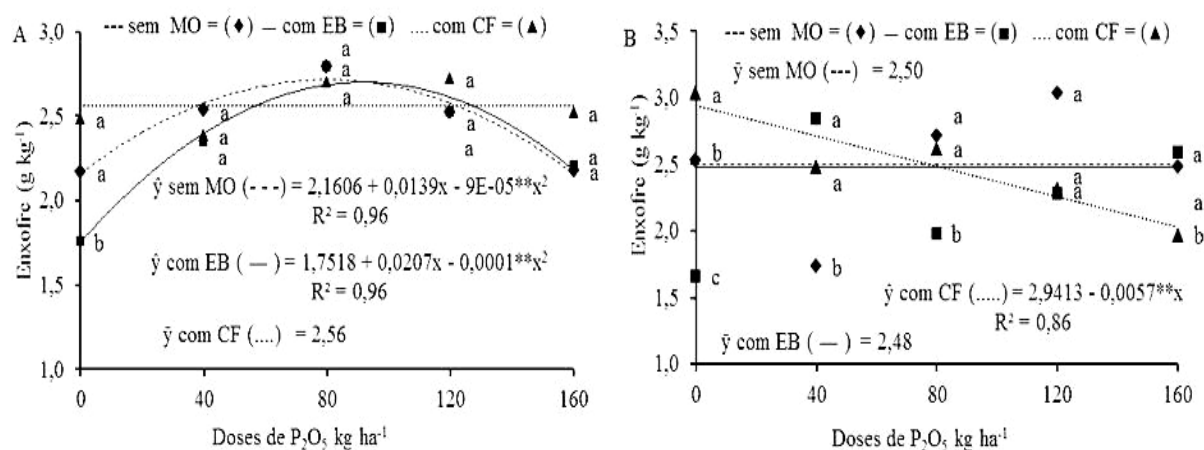 A
--- sem MO = (♦) — com EB = (■) ..... com CF = (▲)
Enxofre (g kg-1)
3,0
2,5
2,0
1,5
1,0
a
a
a
a
a
a
a
a
a
a
a
a
a
a
b
ŷ sem MO (- - -) = 2,1606 + 0,0139x - 9E-05**x2
R2 = 0,96
ŷ com EB ( — ) = 1,7518 + 0,0207x - 0,0001**x2
R2 = 0,96
ȳ com CF (....) = 2,56
0 40 80 120 160
Doses de P2O5 kg ha-1
B
--- sem MO = (♦) — com EB = (■) ..... com CF = (▲)
ȳ sem MO (---) = 2,50
Enxofre (g kg-1)
3,5
3,0
2,5
2,0
1,5
1,0
a
b
c
a
a
b
a
a
b
a
a
a
a
a
b
ŷ com CF (.....) = 2,9413 - 0,0057**x
R2 = 0,86
ȳ com EB ( — ) = 2,48
0 40 80 120 160
Doses de P2O5 kg ha-1